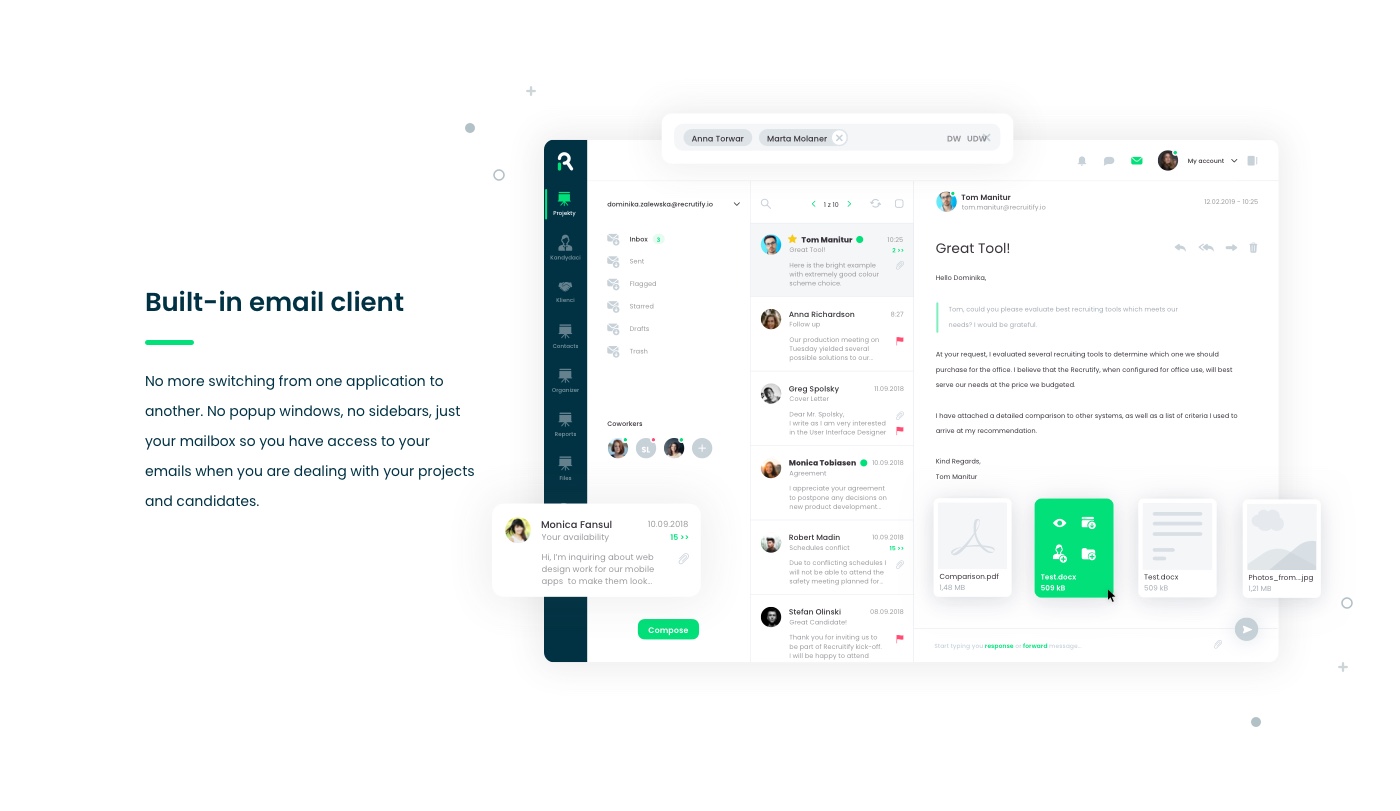 Built-in email client
No more switching from one application to
another. No popup windows, no sidebars, just
your mailbox so you have access to your
emails when you are dealing with your projects
and candidates.
Anna Torwar
Marta Molaner
DW UDW
My account
Projekty
Kandydaci
Klienci
Contacts
Organizer
Reports
Files
dominika.zalewska@recrutify.io
Inbox 3
Sent
Flagged
Starred
Drafts
Trash
Coworkers
SL
Monica Fansul 10.09.2018
Your availability 15 >>
Hi, I'm inquiring about web
design work for our mobile
apps to make them look...
Compose
1 z 10
Tom Manitur 10:25
Great Tool! 2 >>
Here is the bright example
with extremely good colour
scheme choice.
Anna Richardson 8:27
Follow up
Our production meeting on
Tuesday yielded several
possible solutions to our...
Greg Spolsky 11.09.2018
Cover Letter
Dear Mr. Spolsky,
I write as I am very interested
in the User Interface Designer
Monica Tobiasen 10.09.2018
Agreement
I appreciate your agreement
to postpone any decisions on
new product development...
Robert Madin 10.09.2018
Schedules conflict 15 >>
Due to conflicting schedules I
will not be able to attend the
safety meeting planned for...
Stefan Olinski 08.09.2018
Great Candidate!
Thank you for inviting us to
be part of Recruitify kick-off.
I will be happy to attend
Tom Manitur
tom.manitur@recruitify.io
12.02.2019 - 10:25
Great Tool!
Hello Dominika,
Tom, could you please evaluate best recruiting tools which meets our
needs? I would be grateful.
At your request, I evaluated several recruiting tools to determine which one we should
purchase for the office. I believe that the Recrutify, when configured for office use, will best
serve our needs at the price we budgeted.
I have attached a detailed comparison to other systems, as well as a list of criteria I used to
arrive at my recommendation.
Kind Regards,
Tom Manitur
Comparison.pdf
1,48 MB
Test.docx
509 kB
Test.docx
509 kB
Photos_from...jpg
1,21 MB
Start typing you response or forward message...